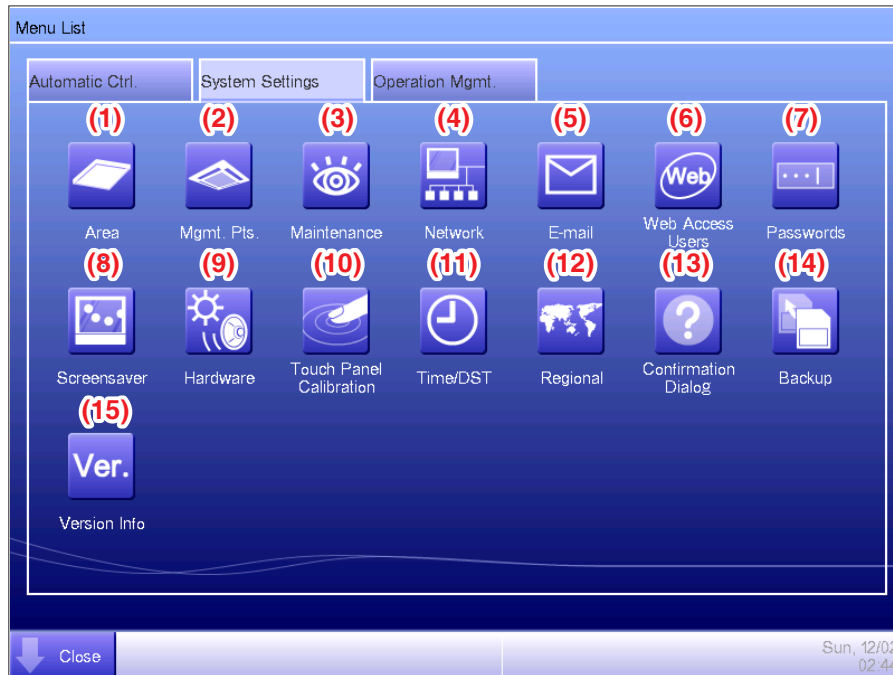 Menu List
Automatic Ctrl. System Settings Operation Mgmt.
(1) (2) (3) (4) (5) (6) (7)
Web
Area Mgmt. Pts. Maintenance Network E-mail Web Access Users Passwords
(8) (9) (10) (11) (12) (13) (14)
?
Screensaver Hardware Touch Panel Calibration Time/DST Regional Confirmation Dialog Backup
(15)
Ver.
Version Info
Close
Sun, 12/02
02:44